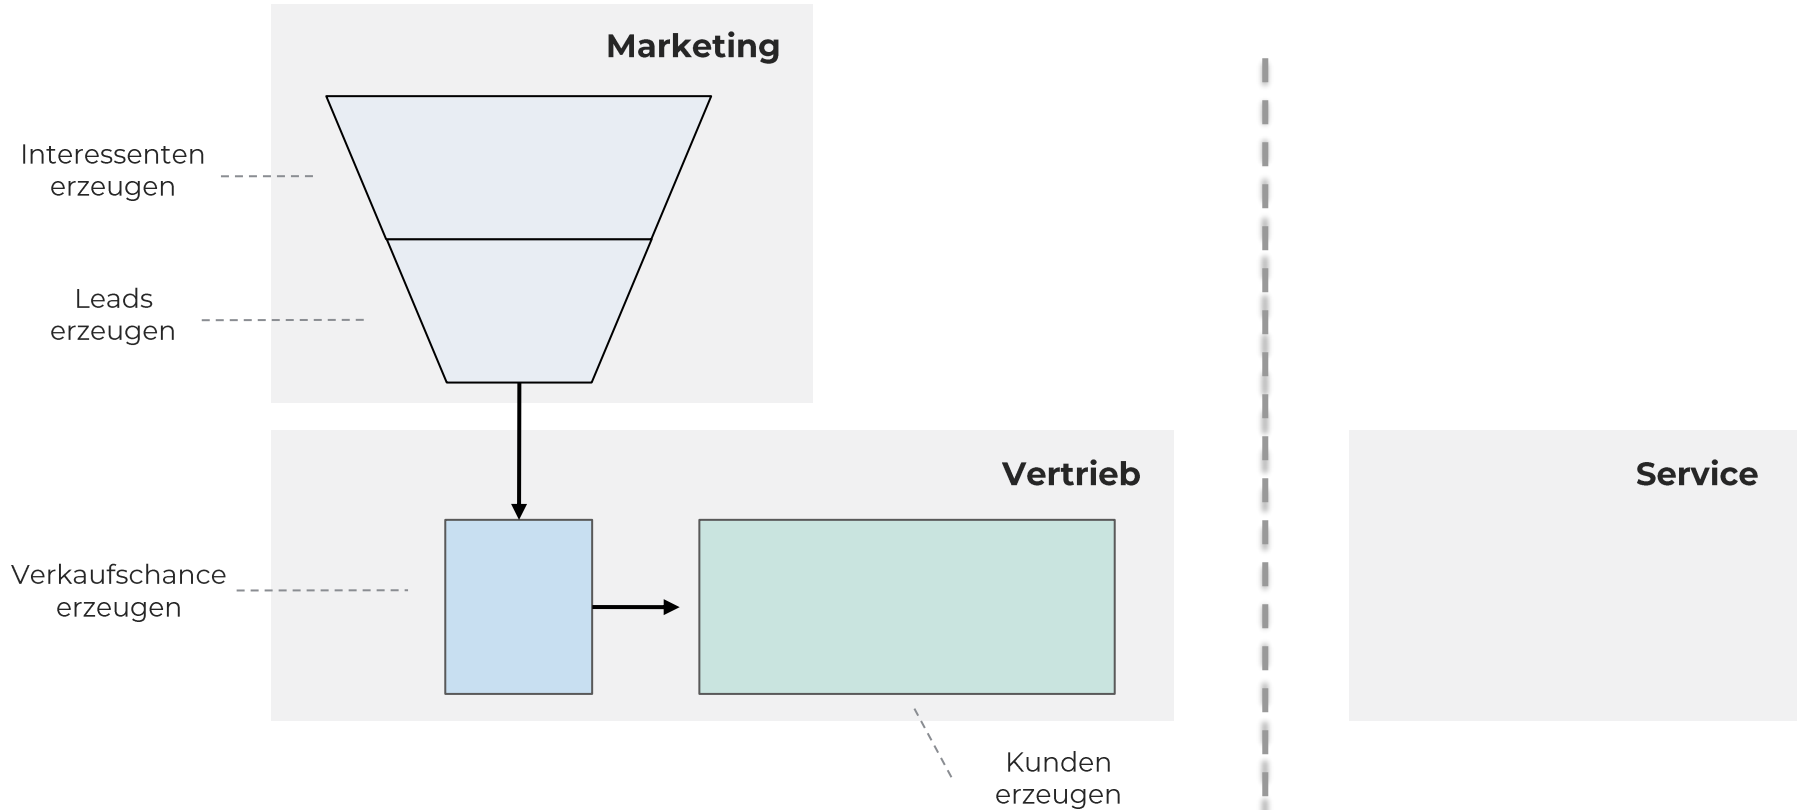 Marketing
Interessenten
erzeugen
Leads
erzeugen
Vertrieb
Service
Verkaufschance
erzeugen
Kunden
erzeugen